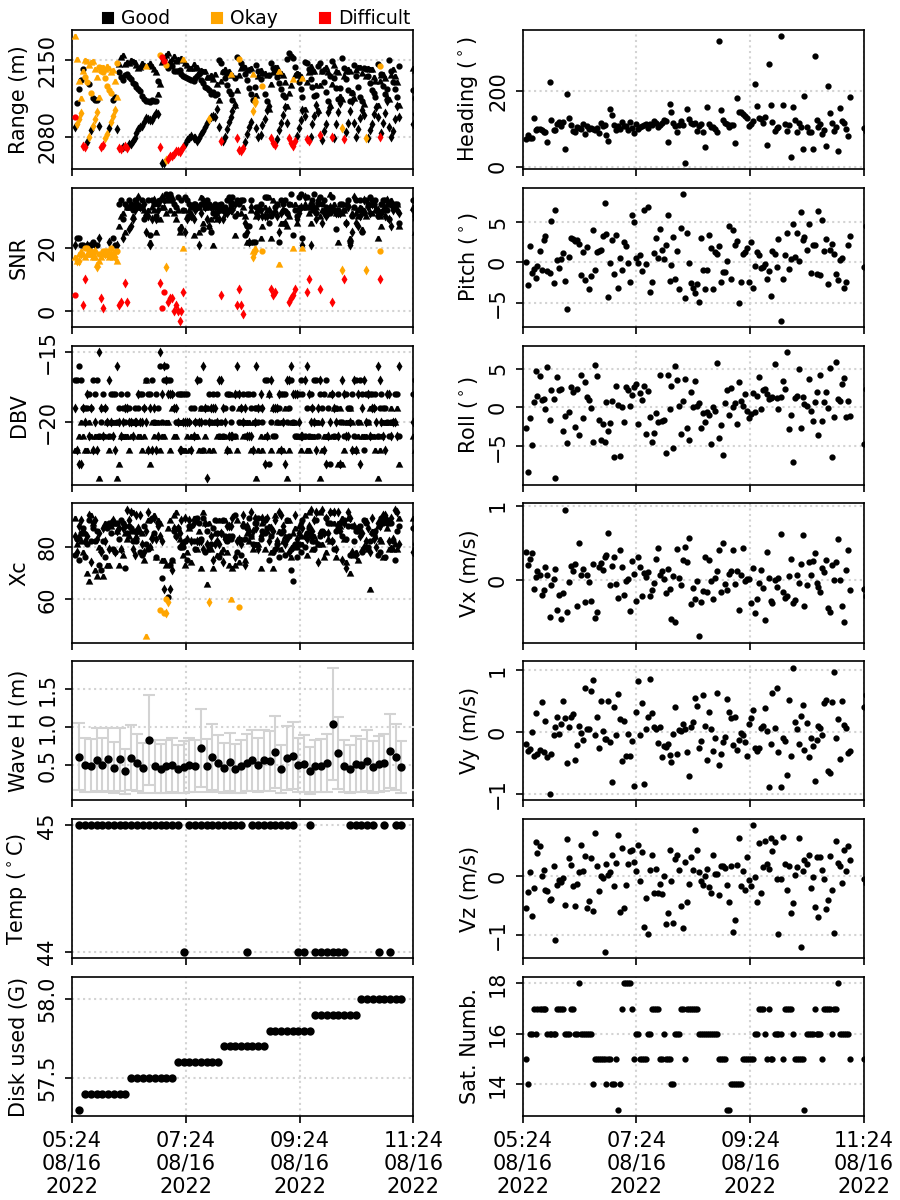 Good Okay Difficult
Range (m)
2150
2080
Heading (°)
200
0
SNR
20
0
Pitch (°)
5
0
−5
DBV
−15
−20
Roll (°)
5
0
−5
Xc
80
60
Vx (m/s)
1
0
Wave H (m)
1.5
1.0
0.5
Vy (m/s)
1
0
−1
Temp (°C)
45
44
Vz (m/s)
0
−1
Disk used (G)
58.0
57.5
Sat. Numb.
18
16
14
05:24 07:24 09:24 11:24 05:24 07:24 09:24 11:24
08/16 08/16 08/16 08/16 08/16 08/16 08/16 08/16
2022 2022 2022 2022 2022 2022 2022 2022